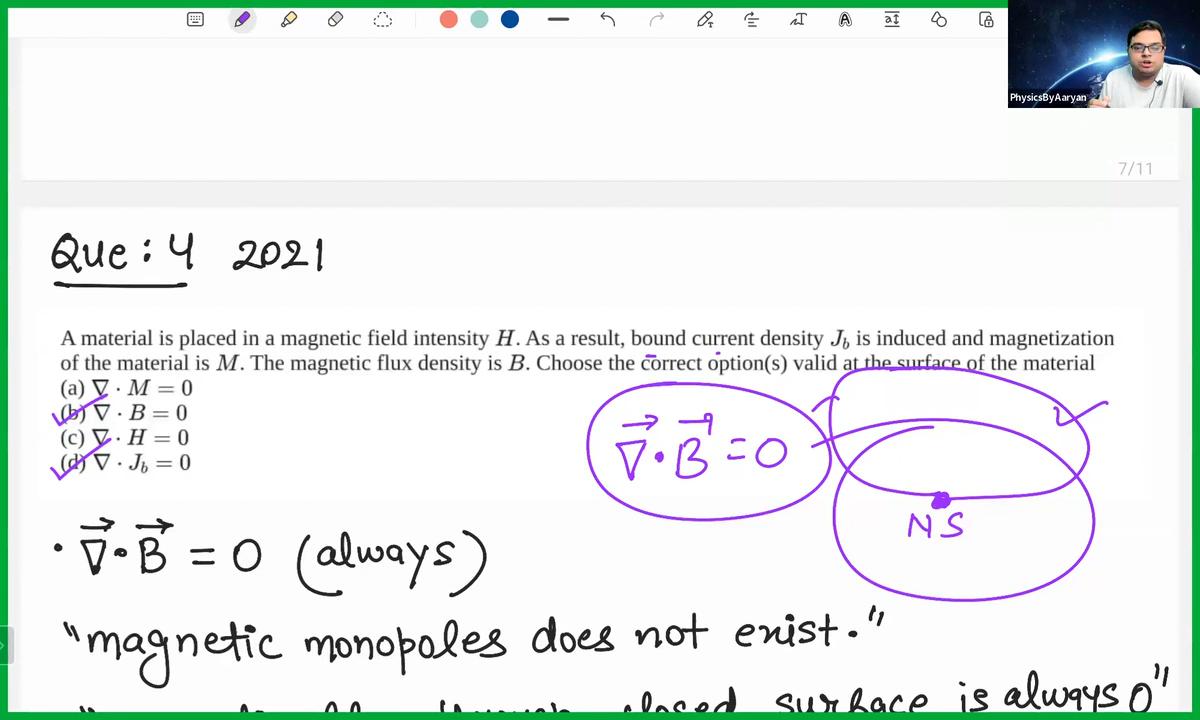 PhysicsByAaryan
7/11
Que : 4 2021
A material is placed in a magnetic field intensity H. As a result, bound current density J_b is induced and magnetization
of the material is M. The magnetic flux density is B. Choose the correct option(s) valid at the surface of the material
(a) ∇ · M = 0
(b) ∇ · B = 0
(c) ∇ · H = 0
(d) ∇ · J_b = 0
∇ · B = 0
N S
· ∇ · B = 0 (always)
"magnetic monopoles does not exist."
closed surface is always 0"